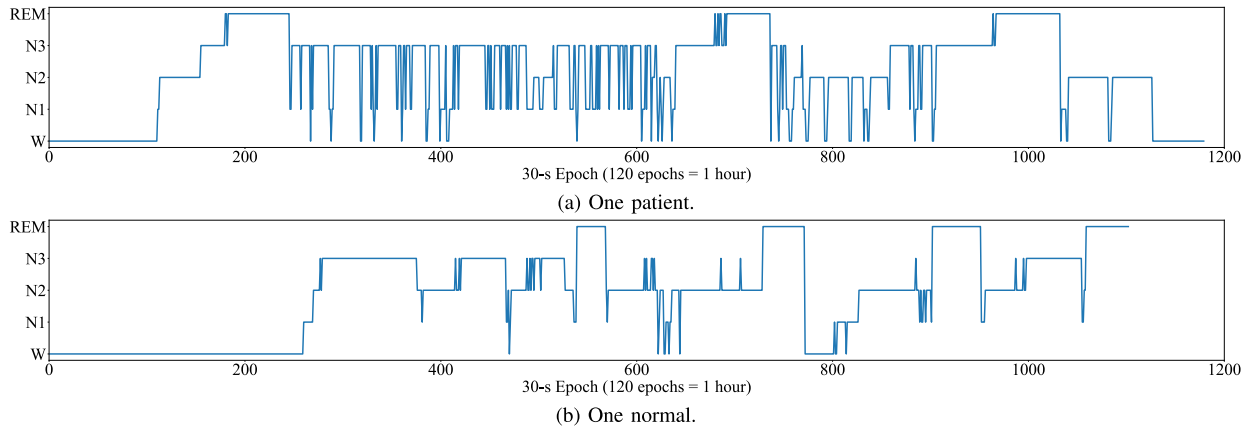 REM
N3
N2
N1
W
0 200 400 600 800 1000 1200
30-s Epoch (120 epochs = 1 hour)
(a) One patient.
REM
N3
N2
N1
W
0 200 400 600 800 1000 1200
30-s Epoch (120 epochs = 1 hour)
(b) One normal.